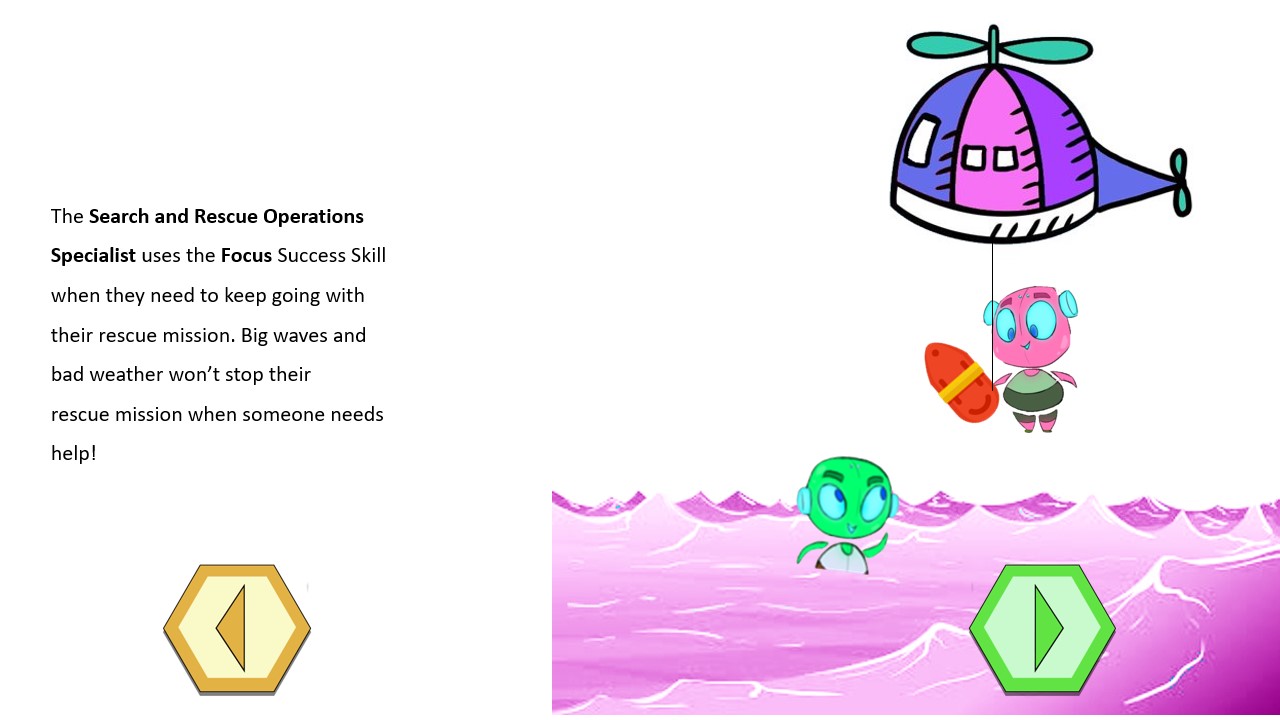 The Search and Rescue Operations
Specialist uses the Focus Success Skill
when they need to keep going with
their rescue mission. Big waves and
bad weather won’t stop their
rescue mission when someone needs
help!